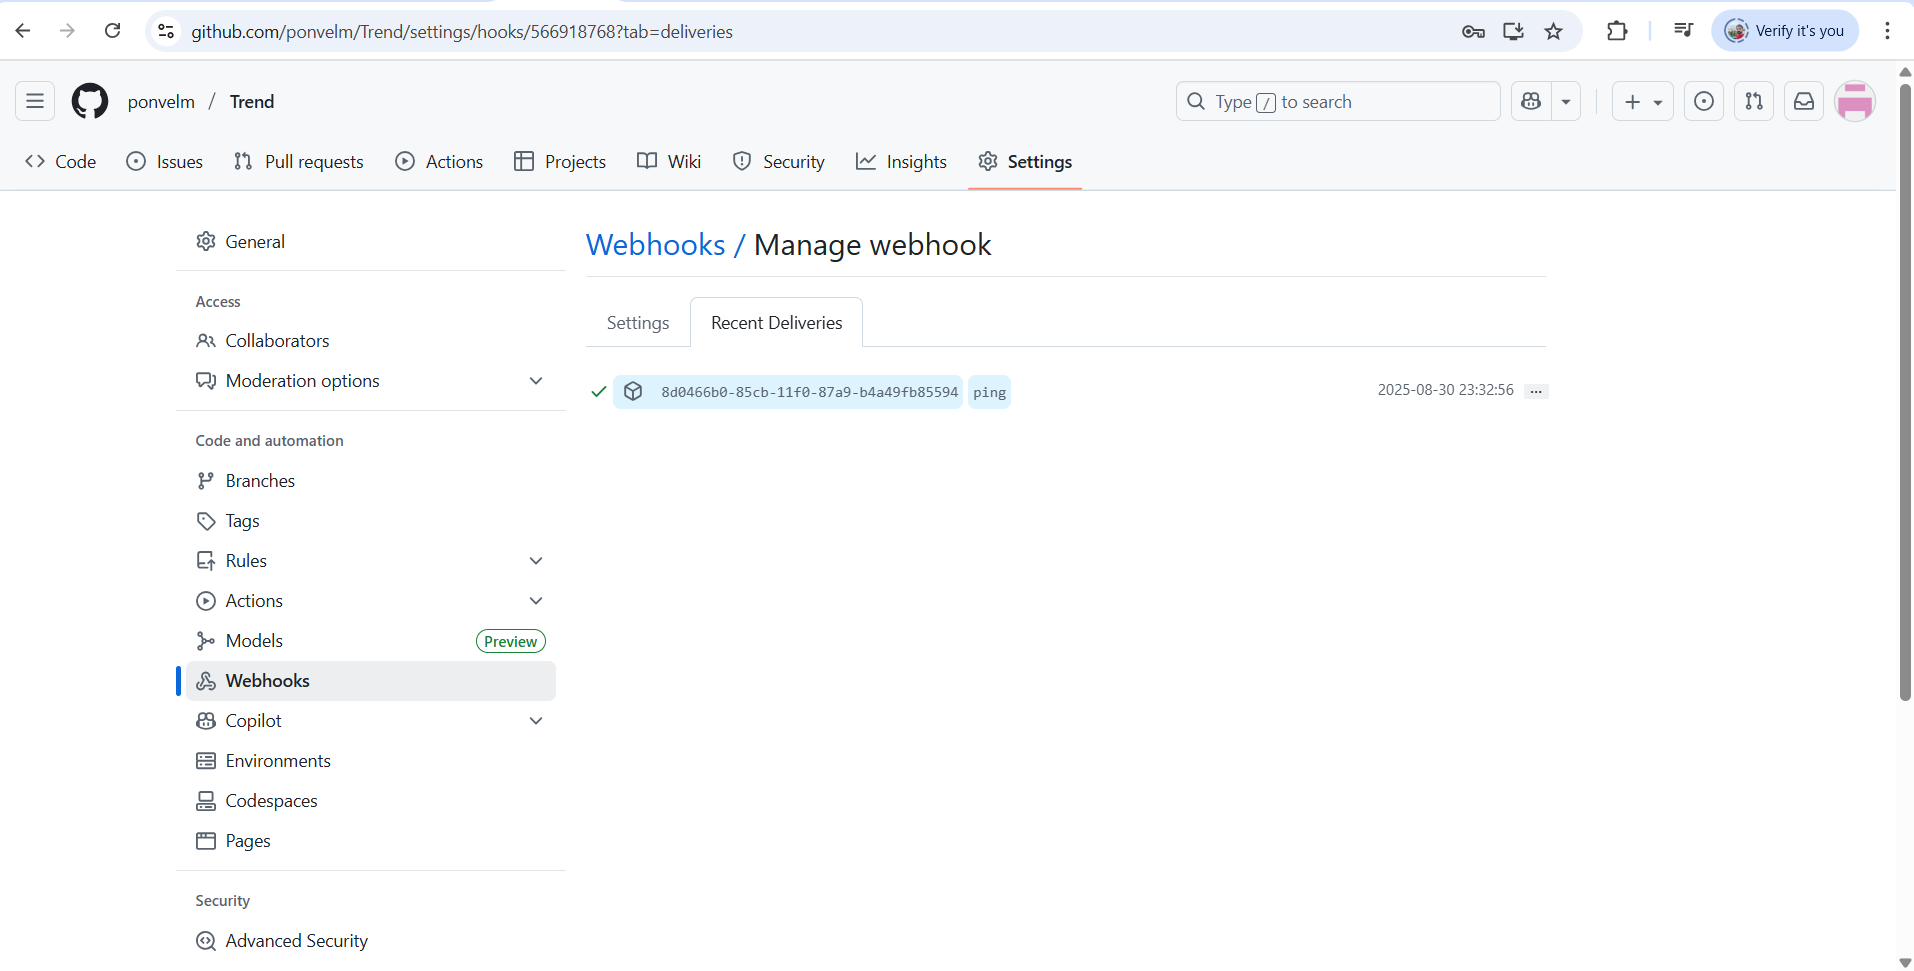 github.com/ponvelm/Trend/settings/hooks/566918768?tab=deliveries
Verify it's you
ponvelm / Trend
Type / to search
Code
Issues
Pull requests
Actions
Projects
Wiki
Security
Insights
Settings
General
Access
Collaborators
Moderation options
Code and automation
Branches
Tags
Rules
Actions
Models
Preview
Webhooks
Copilot
Environments
Codespaces
Pages
Security
Advanced Security
Webhooks / Manage webhook
Settings
Recent Deliveries
8d0466b0-85cb-11f0-87a9-b4a49fb85594 ping
2025-08-30 23:32:56 ...